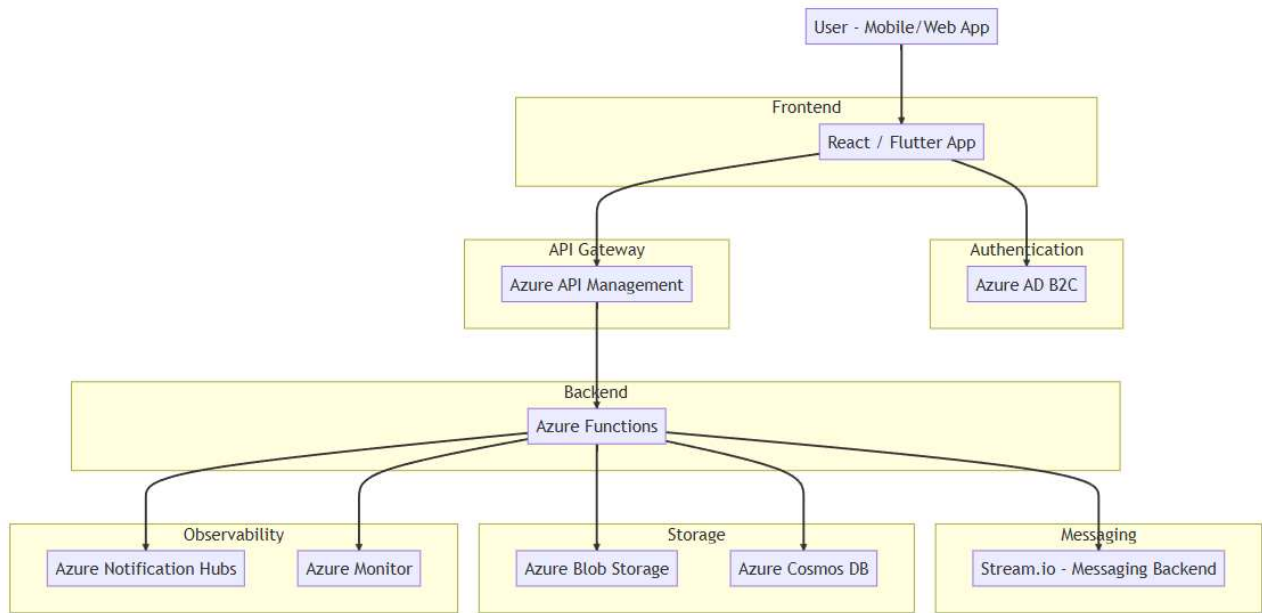 User - Mobile/Web App
Frontend
React / Flutter App
API Gateway
Azure API Management
Authentication
Azure AD B2C
Backend
Azure Functions
Observability
Azure Notification Hubs
Azure Monitor
Storage
Azure Blob Storage
Azure Cosmos DB
Messaging
Stream.io - Messaging Backend